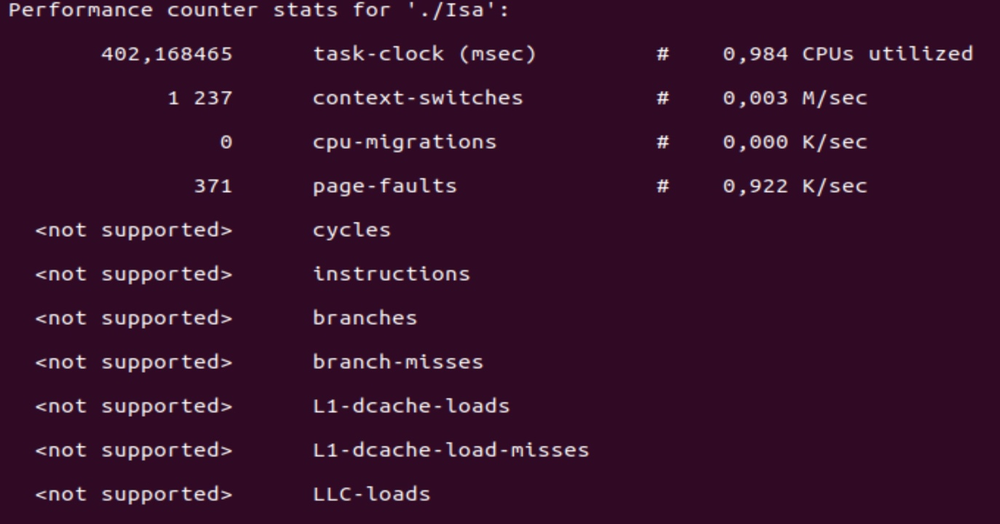 Performance counter stats for './Isa':
402,168465 task-clock (msec) # 0,984 CPUs utilized
1 237 context-switches # 0,003 M/sec
0 cpu-migrations # 0,000 K/sec
371 page-faults # 0,922 K/sec
<not supported> cycles
<not supported> instructions
<not supported> branches
<not supported> branch-misses
<not supported> L1-dcache-loads
<not supported> L1-dcache-load-misses
<not supported> LLC-loads